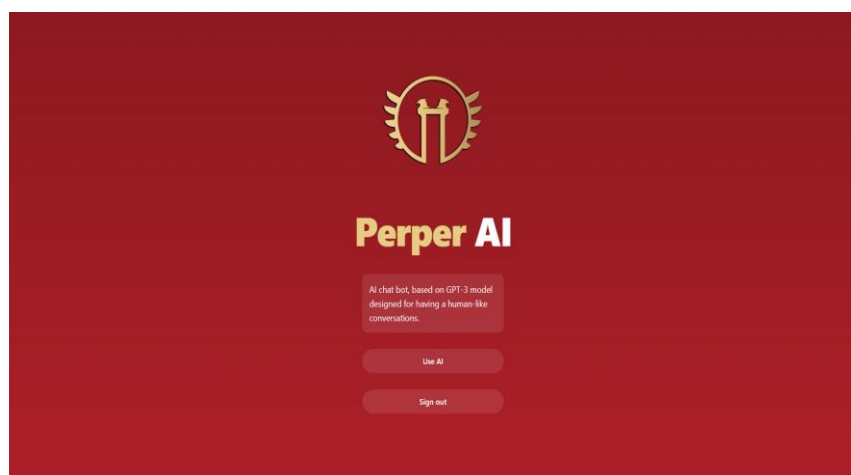 Perper AI
AI chat bot, based on GPT-3 model
designed for having a human-like
conversations.
Use AI
Sign out